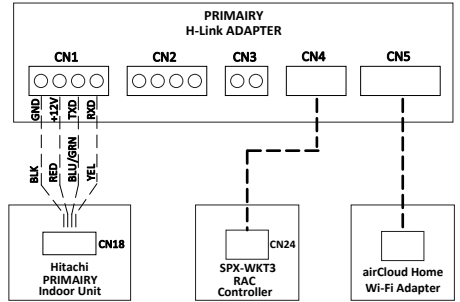 PRIMAIRY
H-Link ADAPTER
CN1
CN2
CN3
CN4
CN5
GND
+12V
TXD
RXD
BLK
RED
BLU/GRN
YEL
CN18
Hitachi
PRIMAIRY
Indoor Unit
CN24
SPX-WKT3
RAC
Controller
airCloud Home
Wi-Fi Adapter